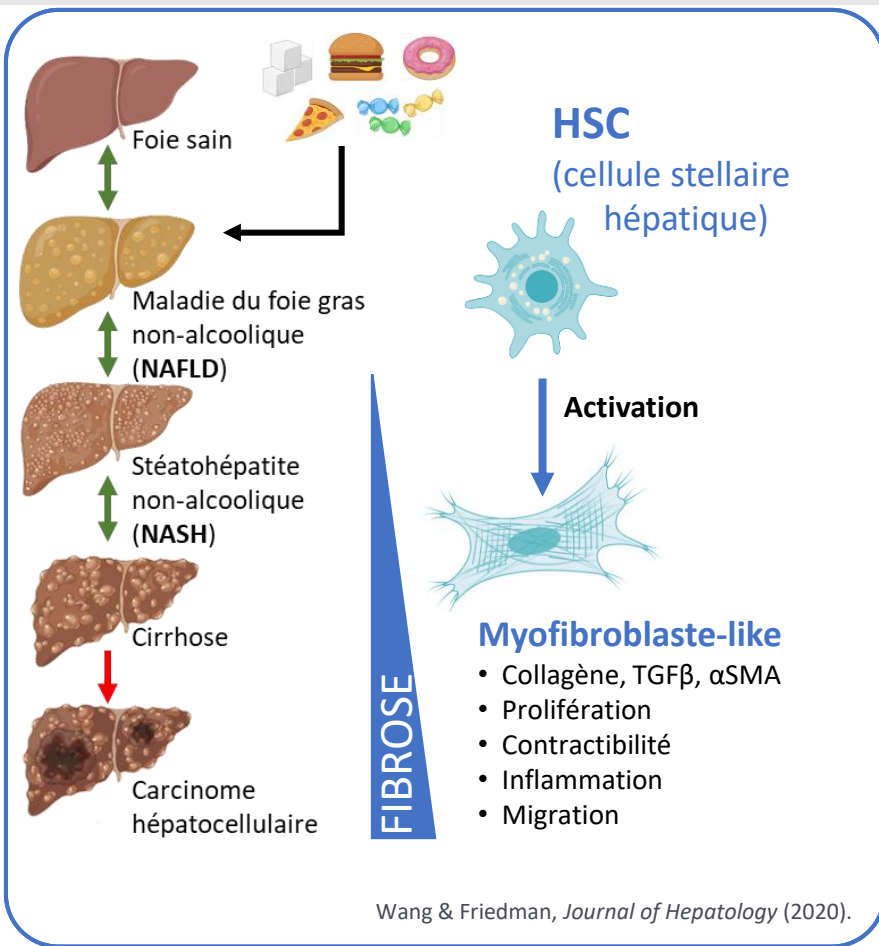 Foie sain
Maladie du foie gras
non-alcoolique
(NAFLD)
Stéatohépatite
non-alcoolique
(NASH)
Cirrhose
Carcinome
hépatocellulaire
FIBROSE
HSC
(cellule stellaire
hépatique)
Activation
Myofibroblaste-like
• Collagène, TGFβ, αSMA
• Prolifération
• Contractibilité
• Inflammation
• Migration
Wang & Friedman, Journal of Hepatology (2020).